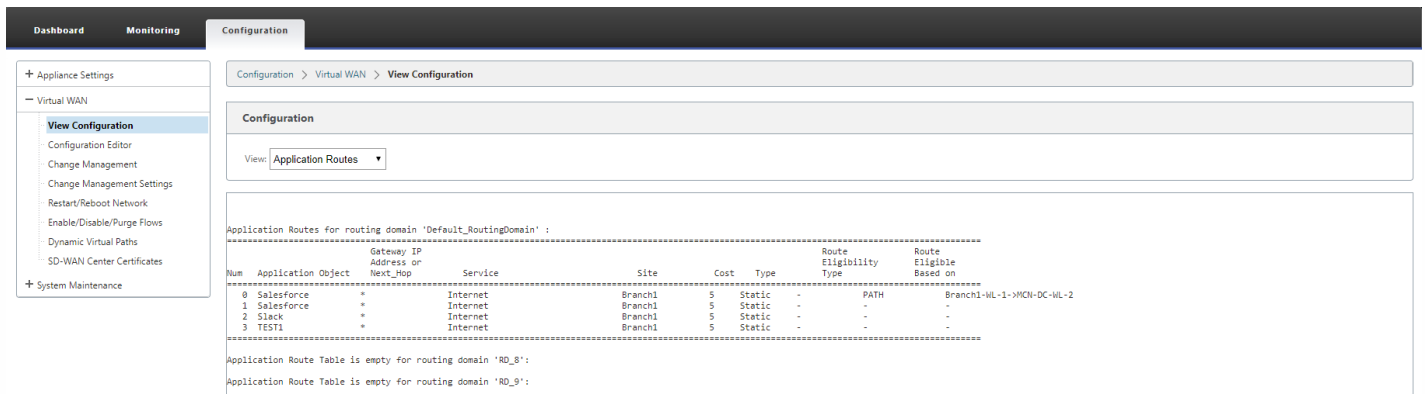 Dashboard Monitoring Configuration
+ Appliance Settings
− Virtual WAN
View Configuration
Configuration Editor
Change Management
Change Management Settings
Restart/Reboot Network
Enable/Disable/Purge Flows
Dynamic Virtual Paths
SD-WAN Center Certificates
+ System Maintenance
Configuration > Virtual WAN > View Configuration
Configuration
View: Application Routes
Application Routes for routing domain 'Default_RoutingDomain' :
Gateway IP Route Route
Address or Eligibility Eligible
Num Application Object Next_Hop Service Site Cost Type Type Based on
0 Salesforce * Internet Branch1 5 Static - PATH Branch1-WL-1->MCN-DC-WL-2
1 Salesforce * Internet Branch1 5 Static - - -
2 Slack * Internet Branch1 5 Static - - -
3 TEST1 * Internet Branch1 5 Static - - -
Application Route Table is empty for routing domain 'RD_8':
Application Route Table is empty for routing domain 'RD_9':